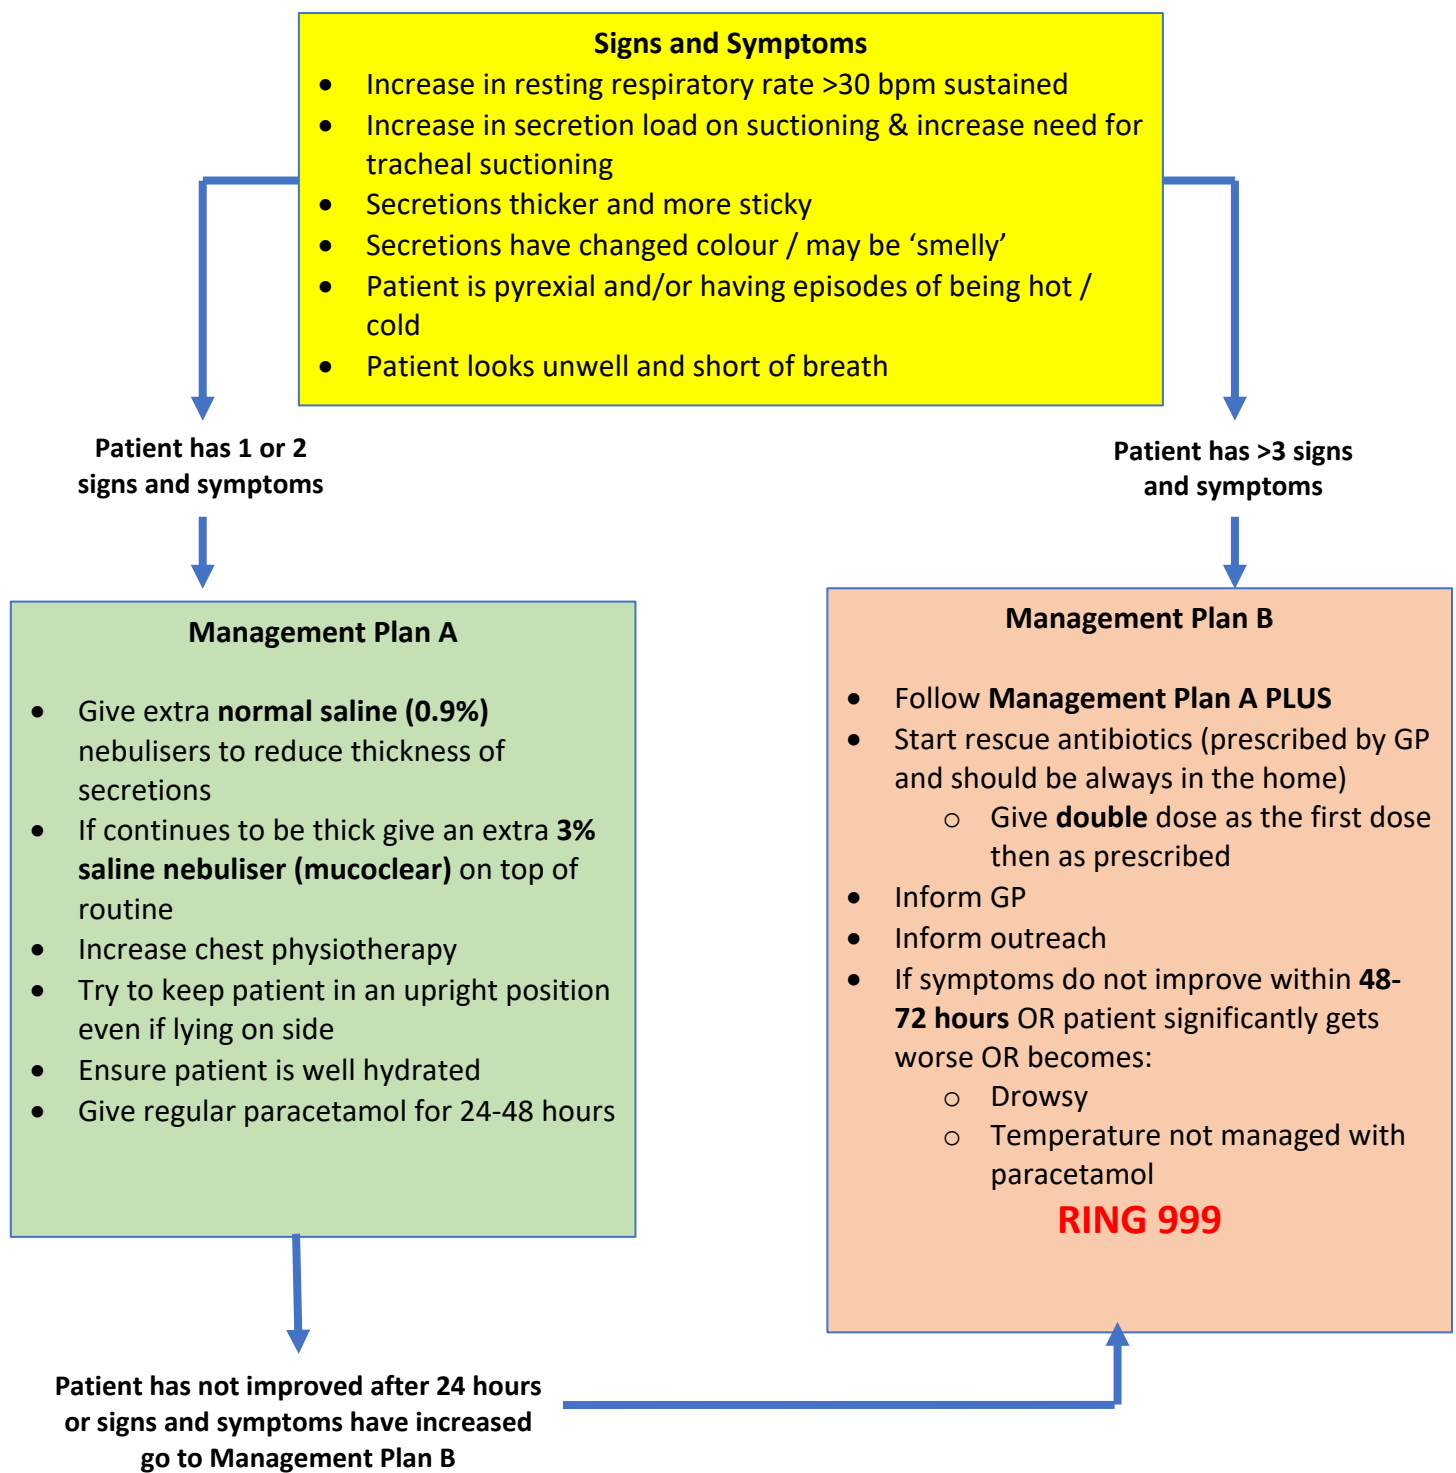 Signs and Symptoms
• Increase in resting respiratory rate >30 bpm sustained
• Increase in secretion load on suctioning & increase need for
tracheal suctioning
• Secretions thicker and more sticky
• Secretions have changed colour / may be ‘smelly’
• Patient is pyrexial and/or having episodes of being hot /
cold
• Patient looks unwell and short of breath
Patient has 1 or 2
signs and symptoms
Patient has >3 signs
and symptoms
Management Plan A
• Give extra normal saline (0.9%)
nebulisers to reduce thickness of
secretions
• If continues to be thick give an extra 3%
saline nebuliser (mucoclear) on top of
routine
• Increase chest physiotherapy
• Try to keep patient in an upright position
even if lying on side
• Ensure patient is well hydrated
• Give regular paracetamol for 24-48 hours
Management Plan B
• Follow Management Plan A PLUS
• Start rescue antibiotics (prescribed by GP
and should be always in the home)
o Give double dose as the first dose
then as prescribed
• Inform GP
• Inform outreach
• If symptoms do not improve within 48-
72 hours OR patient significantly gets
worse OR becomes:
o Drowsy
o Temperature not managed with
paracetamol
RING 999
Patient has not improved after 24 hours
or signs and symptoms have increased
go to Management Plan B